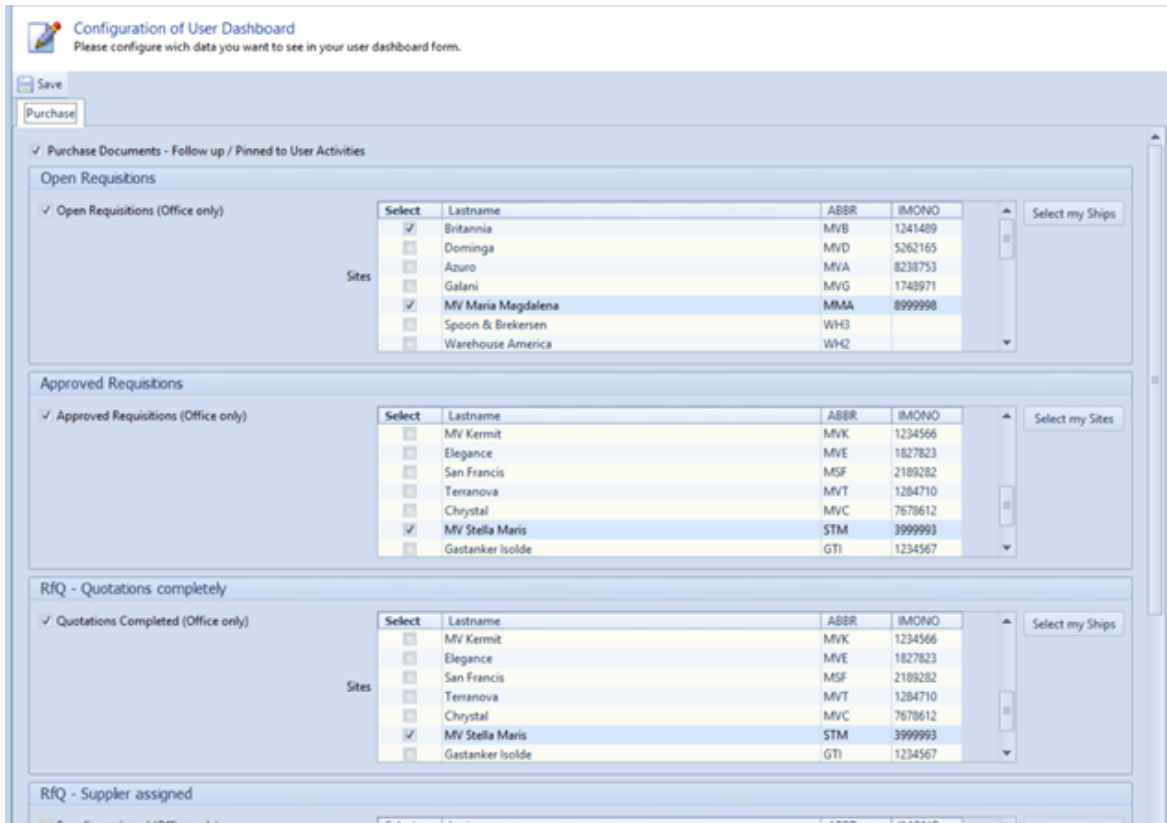 Configuration of User Dashboard
Please configure wich data you want to see in your user dashboard form.
Save
Purchase
Purchase Documents - Follow up / Pinned to User Activities
Open Requisitions
Open Requisitions (Office only)
Sites
Select Lastname ABBR IMONO
Britannia MVB 1241489
Dominga MVD 5262165
Azuro MVA 8238753
Galani MVG 1748971
MV Maria Magdalena MMA 8999998
Spoon & Brekersen WH3
Warehouse America WH2
Select my Ships
Approved Requisitions
Approved Requisitions (Office only)
Select Lastname ABBR IMONO
MV Kermit MVK 1234566
Elegance MVE 1827823
San Francis MSF 2189282
Terranova MVT 1284710
Chrystal MVC 7678612
MV Stella Maris STM 3999993
Gastanker Isolde GTI 1234567
Select my Sites
RfQ - Quotations completely
Quotations Completed (Office only)
Sites
Select Lastname ABBR IMONO
MV Kermit MVK 1234566
Elegance MVE 1827823
San Francis MSF 2189282
Terranova MVT 1284710
Chrystal MVC 7678612
MV Stella Maris STM 3999993
Gastanker Isolde GTI 1234567
Select my Ships
RfQ - Supplier assigned